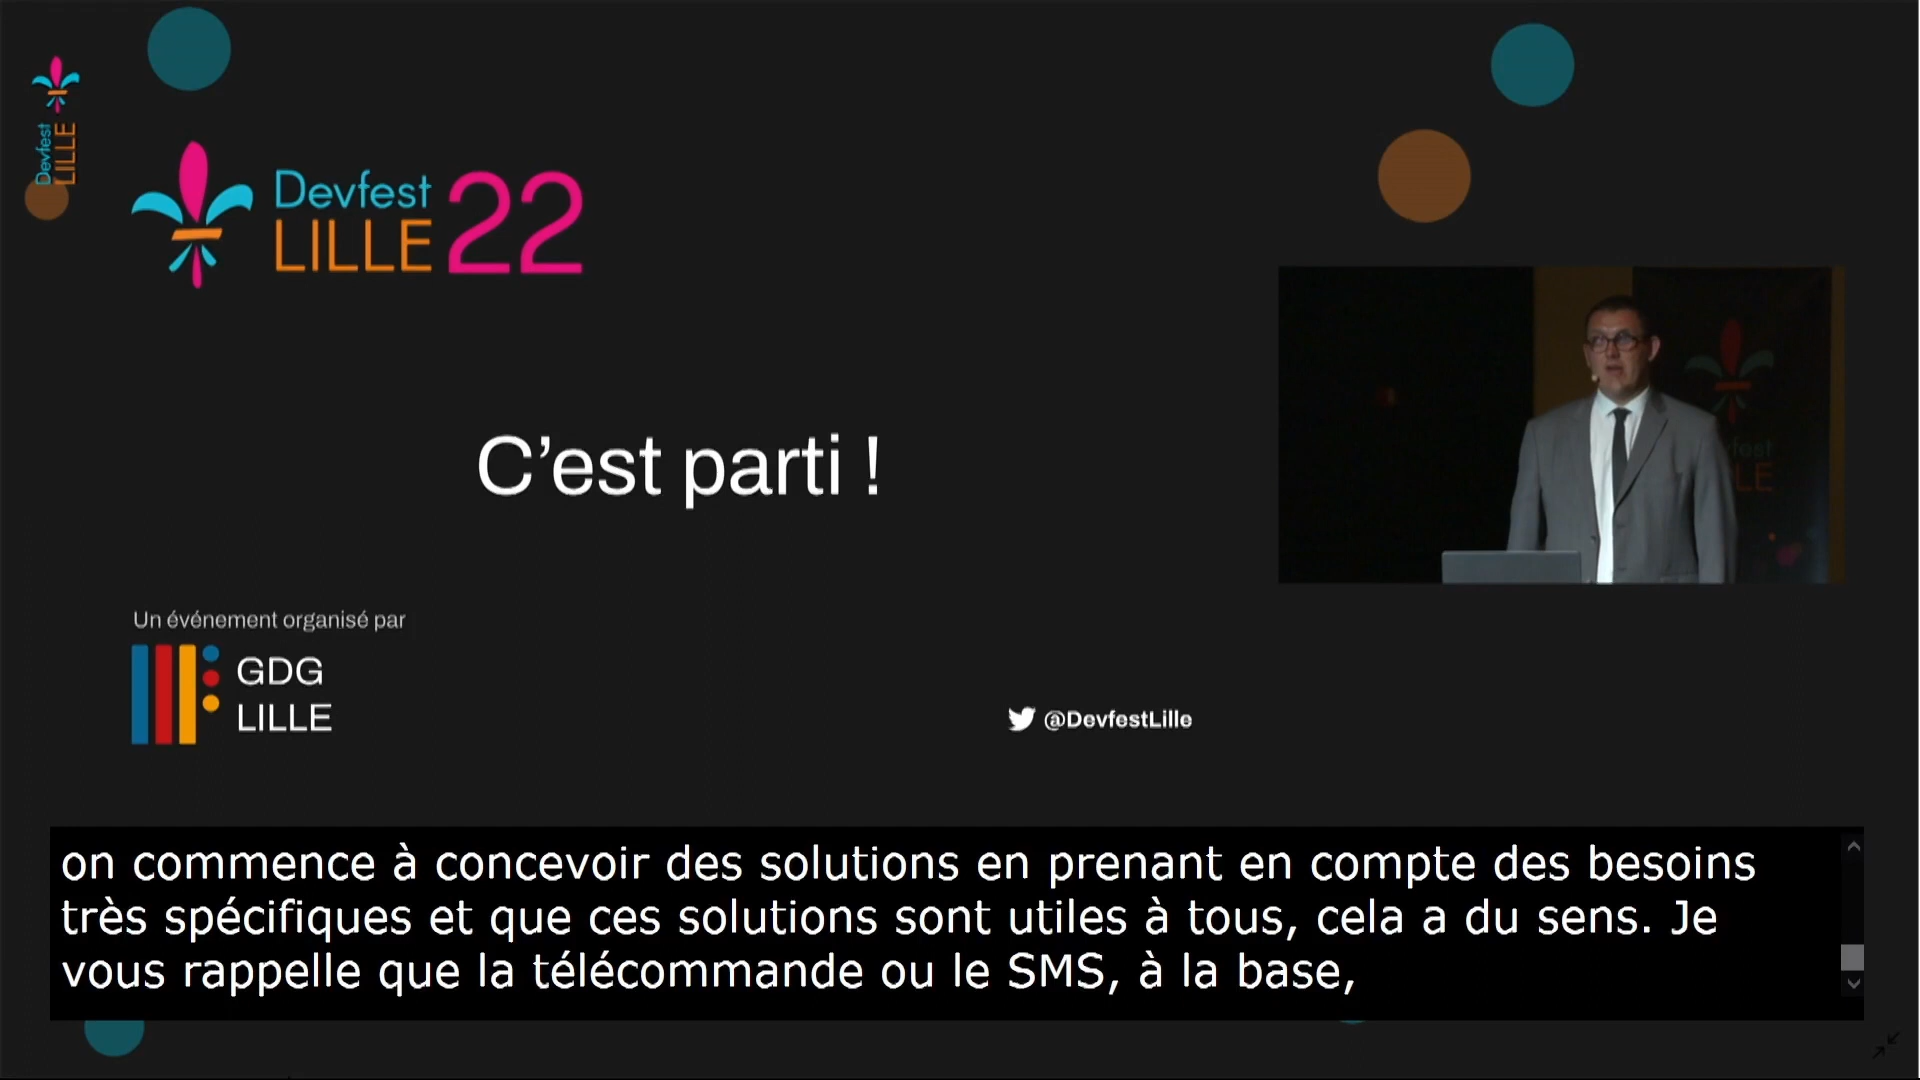 Devfest
LILLE
Devfest
LILLE 22
C’est parti !
Un événement organisé par
GDG
LILLE
@DevfestLille
on commence à concevoir des solutions en prenant en compte des besoins
très spécifiques et que ces solutions sont utiles à tous, cela a du sens. Je
vous rappelle que la télécommande ou le SMS, à la base,